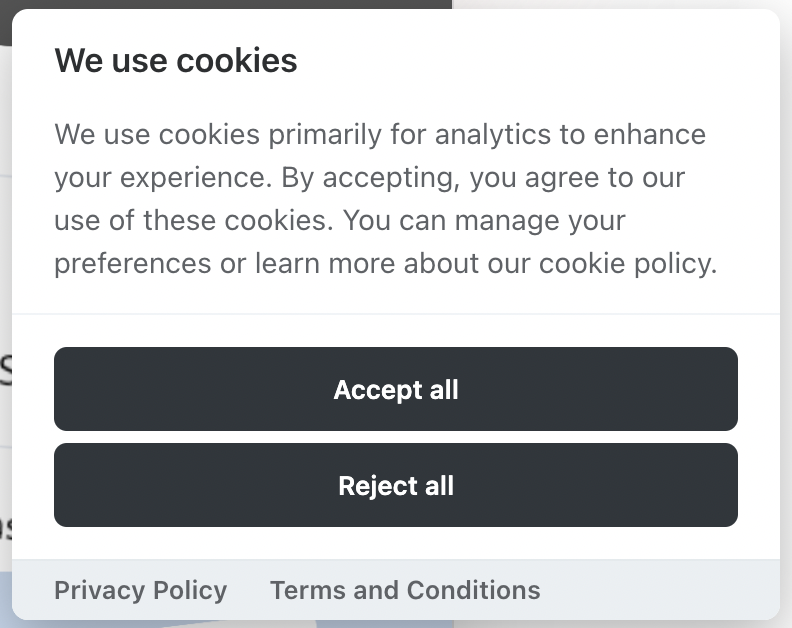 We use cookies
We use cookies primarily for analytics to enhance
your experience. By accepting, you agree to our
use of these cookies. You can manage your
preferences or learn more about our cookie policy.
Accept all
Reject all
Privacy Policy Terms and Conditions